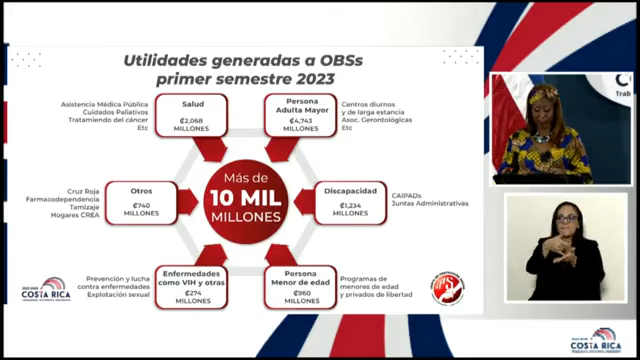 Utilidades generadas a OBSs
primer semestre 2023
Asistencia Médica Pública
Cuidados Paliativos
Tratamiendo del cáncer
Etc
Salud
₡2,068
MILLONES
Persona
Adulta Mayor
₡4,743
MILLONES
Centros diurnos
y de larga estancia
Asoc. Gerontológicas
Etc
Cruz Roja
Farmacodependencia
Tamizaje
Hogares CREA
Otros
₡740
MILLONES
Más de
10 MIL
MILLONES
Discapacidad
₡1,234
MILLONES
CAIPADs
Juntas Administrativas
Prevención y lucha
contra enfermedades
Explotación sexual
Enfermedades
como VIH y otras
₡274
MILLONES
Persona
Menor de edad
₡960
MILLONES
Programas de
menores de edad
y privados de libertad
COSTA RICA
COSTA RICA